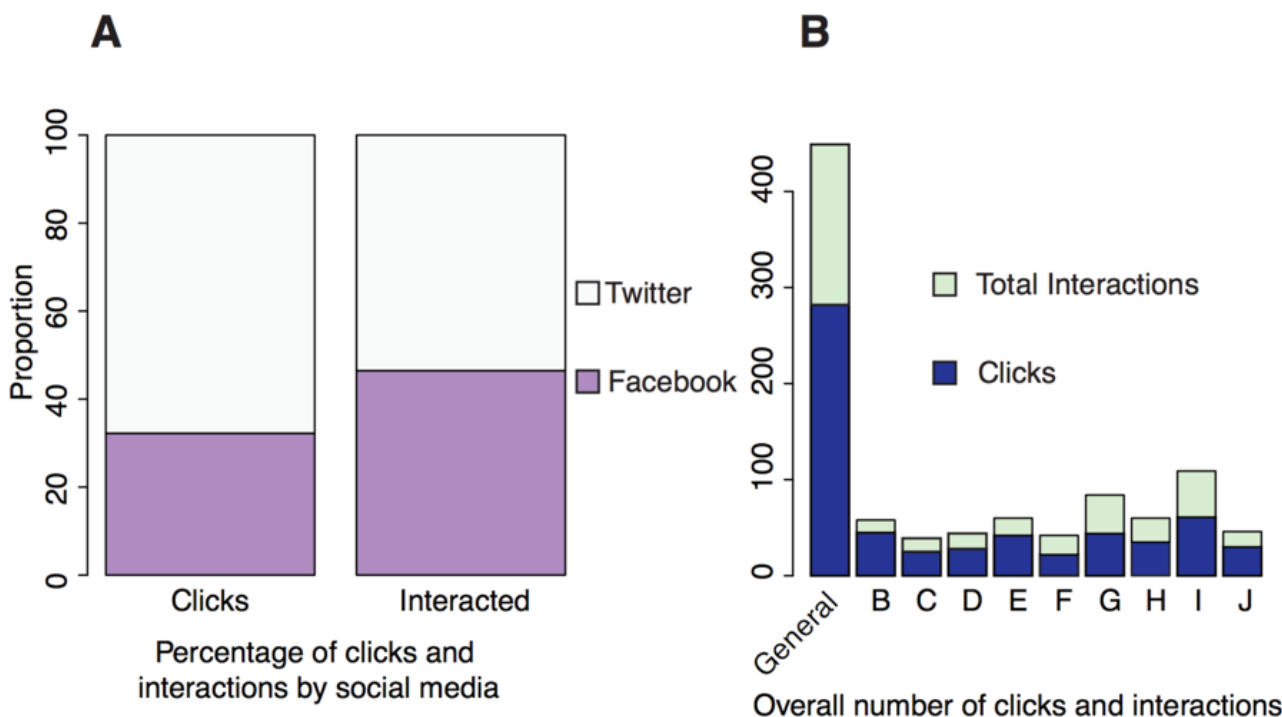 A
Proportion
0
20
40
60
80
100
Clicks
Interacted
Twitter
Facebook
Percentage of clicks and
interactions by social media
B
0
100
200
300
400
Total Interactions
Clicks
General
B
C
D
E
F
G
H
I
J
Overall number of clicks and interactions